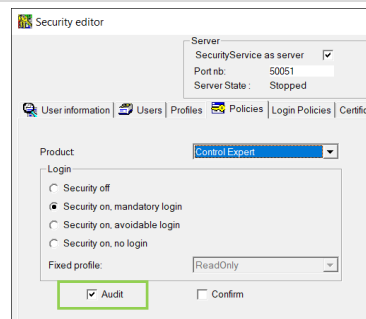 Security editor
Server
SecurityService as server
Port nb: 50051
Server State : Stopped
User information Users Profiles Policies Login Policies
Product: Control Expert
Login
Security off
Security on, mandatory login
Security on, avoidable login
Security on, no login
Fixed profile: ReadOnly
Audit Confirm